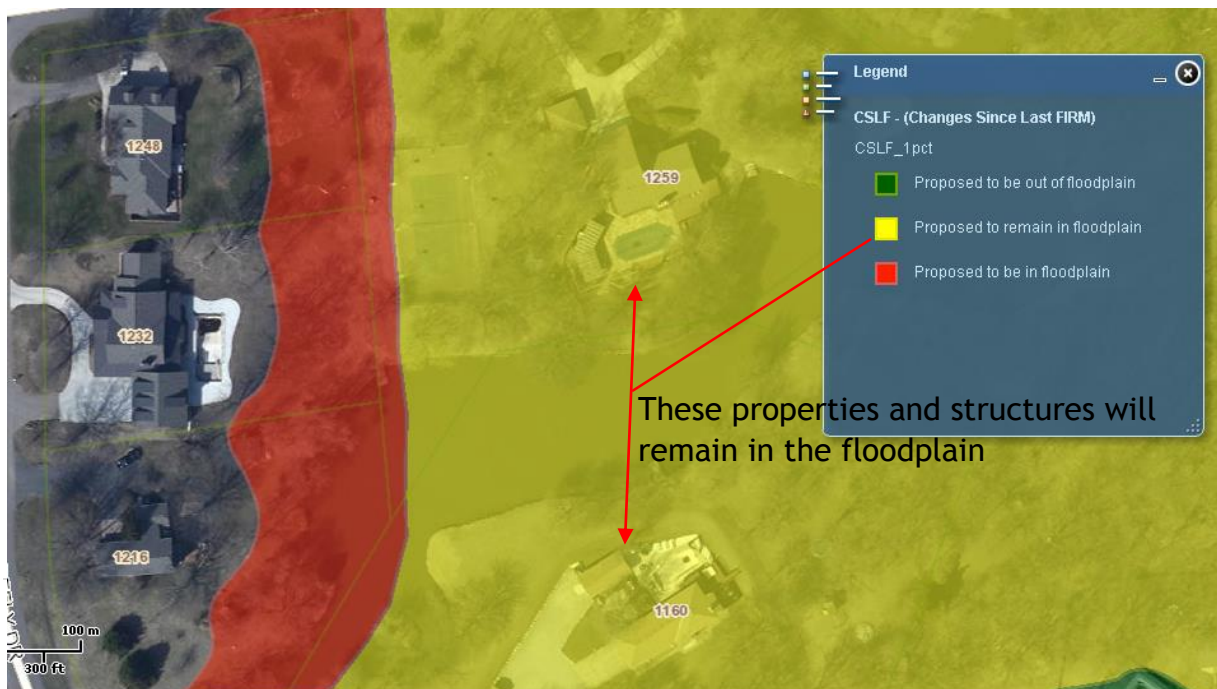 1248
1259
1232
1216
1160
100 m
300 ft
Legend
CSLF - (Changes Since Last FIRM)
CSLF_1pct
Proposed to be out of floodplain
Proposed to remain in floodplain
Proposed to be in floodplain
These properties and structures will
remain in the floodplain